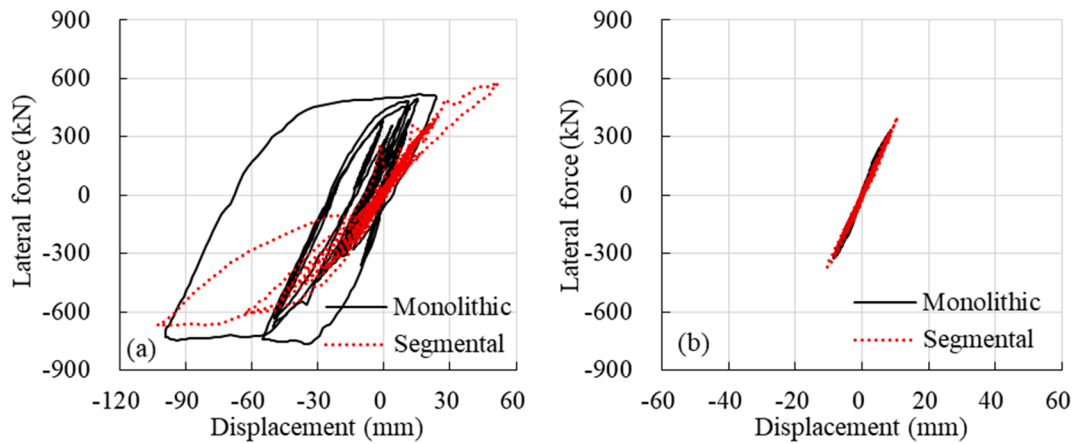 900
600
300
0
-300
-600
-900
Lateral force (kN)
Monolithic
Segmental
(a)
-120 -90 -60 -30 0 30 60
Displacement (mm)
900
600
300
0
-300
-600
-900
Lateral force (kN)
Monolithic
Segmental
(b)
-60 -40 -20 0 20 40 60
Displacement (mm)